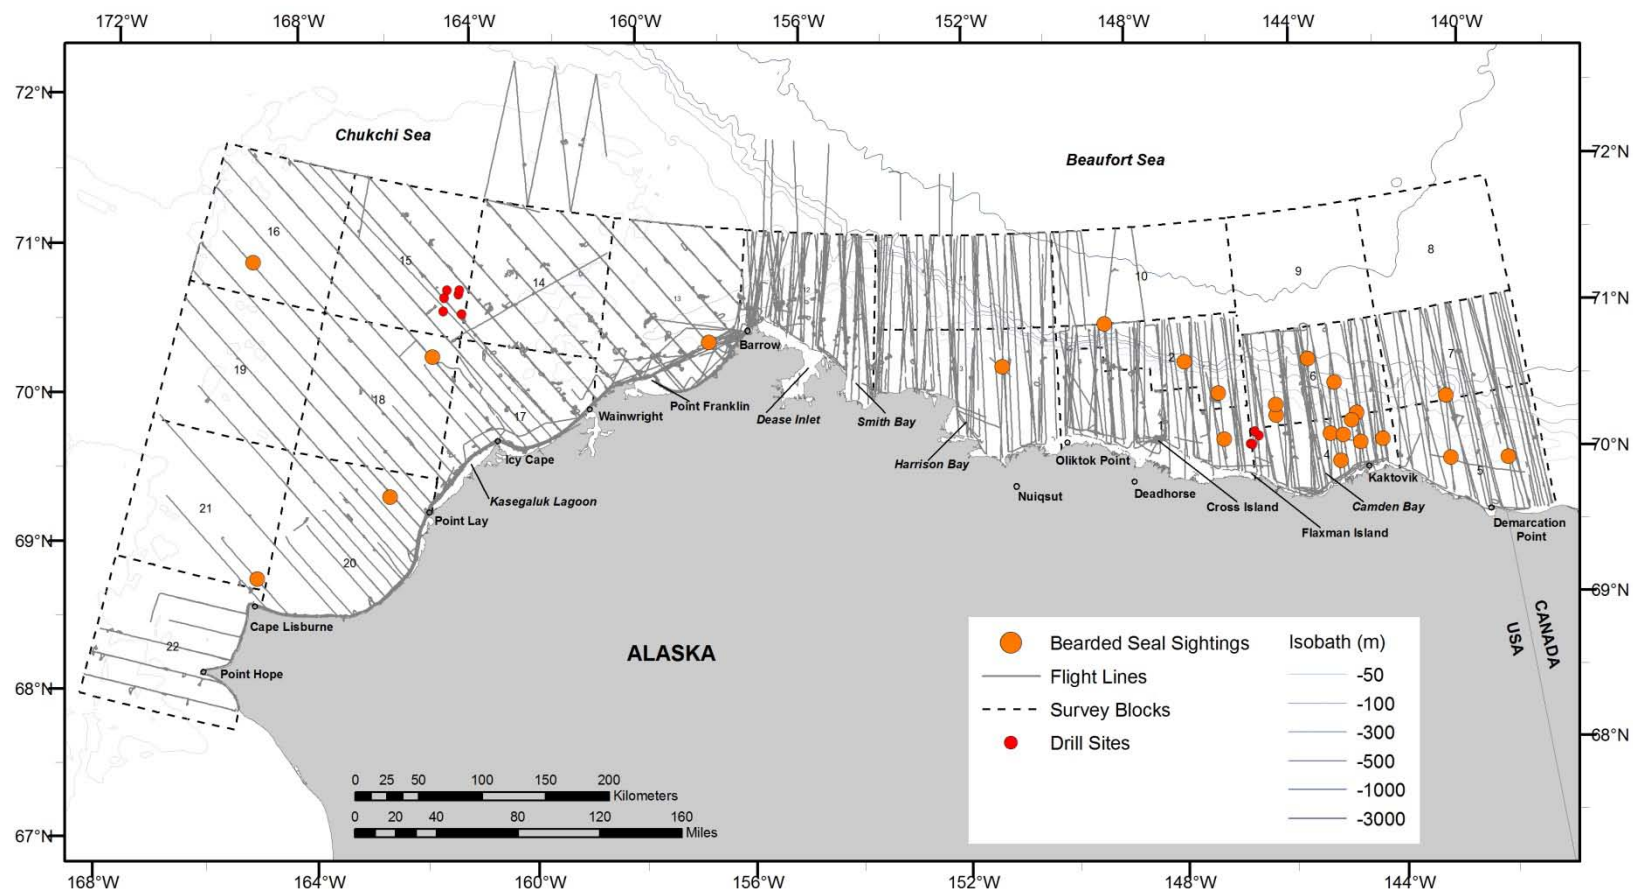 172°W 168°W 164°W 160°W 156°W 152°W 148°W 144°W 140°W
72°N
Chukchi Sea
Beaufort Sea
72°N
16
15
14
13
12
11
10
9
8
71°N
71°N
19
18
17
Barrow
Point Franklin
Wainwright
Dease Inlet
Smith Bay
3
2
6
7
70°N
70°N
Icy Cape
Kasegaluk Lagoon
Harrison Bay
Oliktok Point
1
4
5
Kaktovik
Nuiqsut
Deadhorse
Cross Island
Camden Bay
Flaxman Island
Demarcation
Point
21
20
Point Lay
69°N
69°N
Cape Lisburne
22
Point Hope
68°N
68°N
67°N
ALASKA
USA
CANADA
Bearded Seal Sightings
Flight Lines
Survey Blocks
Drill Sites
Isobath (m)
-50
-100
-300
-500
-1000
-3000
0 25 50 100 150 200
Kilometers
0 20 40 80 120 160
Miles
168°W 164°W 160°W 156°W 152°W 148°W 144°W